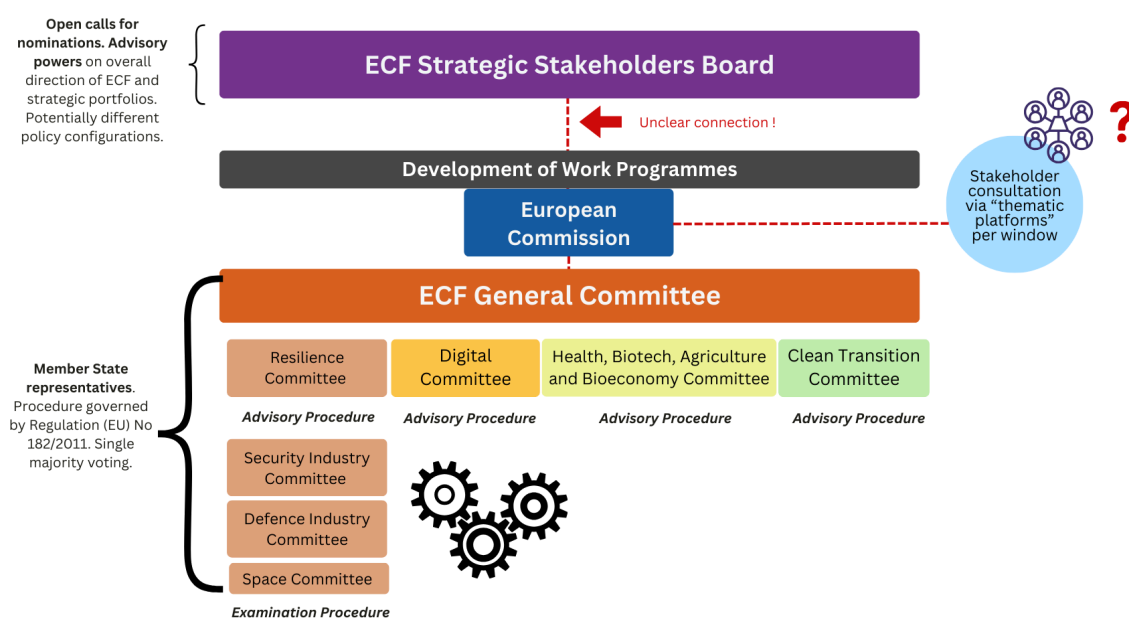 Open calls for
nominations. Advisory
powers on overall
direction of ECF and
strategic portfolios.
Potentially different
policy configurations.
ECF Strategic Stakeholders Board
Unclear connection !
?
Development of Work Programmes
European
Commission
Stakeholder
consultation
via “thematic
platforms”
per window
ECF General Committee
Member State
representatives.
Procedure governed
by Regulation (EU) No
182/2011. Single
majority voting.
Resilience
Committee
Advisory Procedure
Digital
Committee
Advisory Procedure
Health, Biotech, Agriculture
and Bioeconomy Committee
Advisory Procedure
Clean Transition
Committee
Advisory Procedure
Security Industry
Committee
Defence Industry
Committee
Space Committee
Examination Procedure